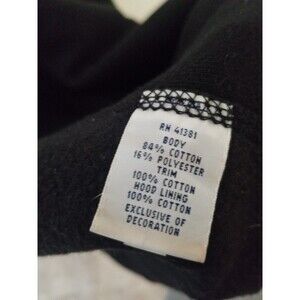 RN 41381
BODY
84% COTTON
16% POLYESTER
TRIM
100% COTTON
HOOD LINING
100% COTTON
EXCLUSIVE OF
DECORATION